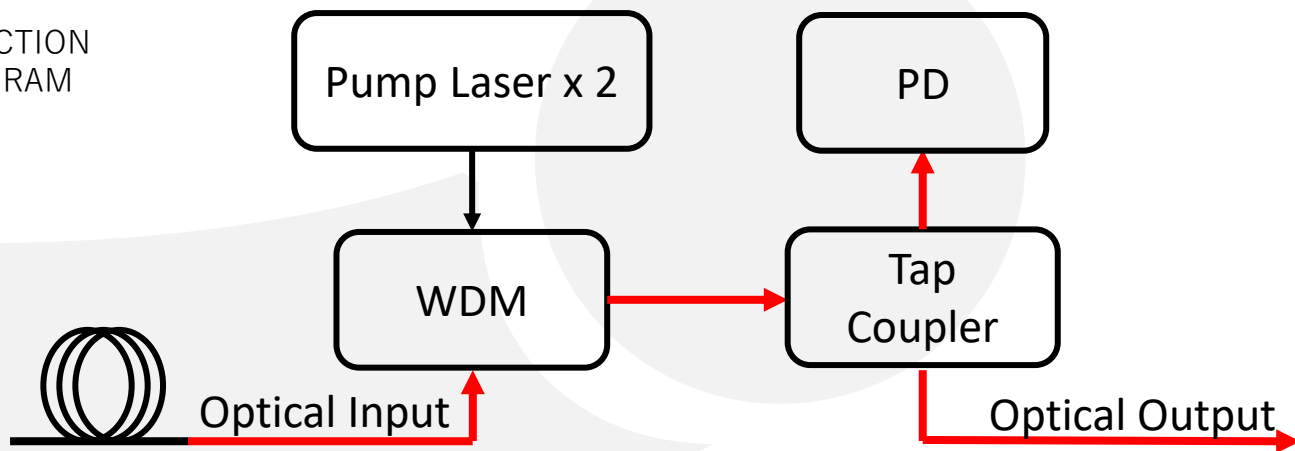 CTION
RAM
Pump Laser x 2
PD
WDM
Tap
Coupler
Optical Input
Optical Output